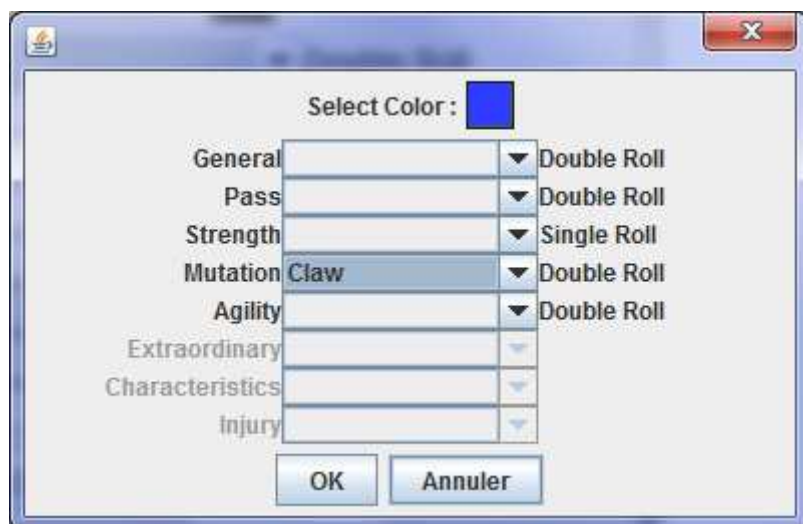 Select Color :
General Double Roll
Pass Double Roll
Strength Single Roll
Mutation Claw Double Roll
Agility Double Roll
Extraordinary
Characteristics
Injury
OK Annuler